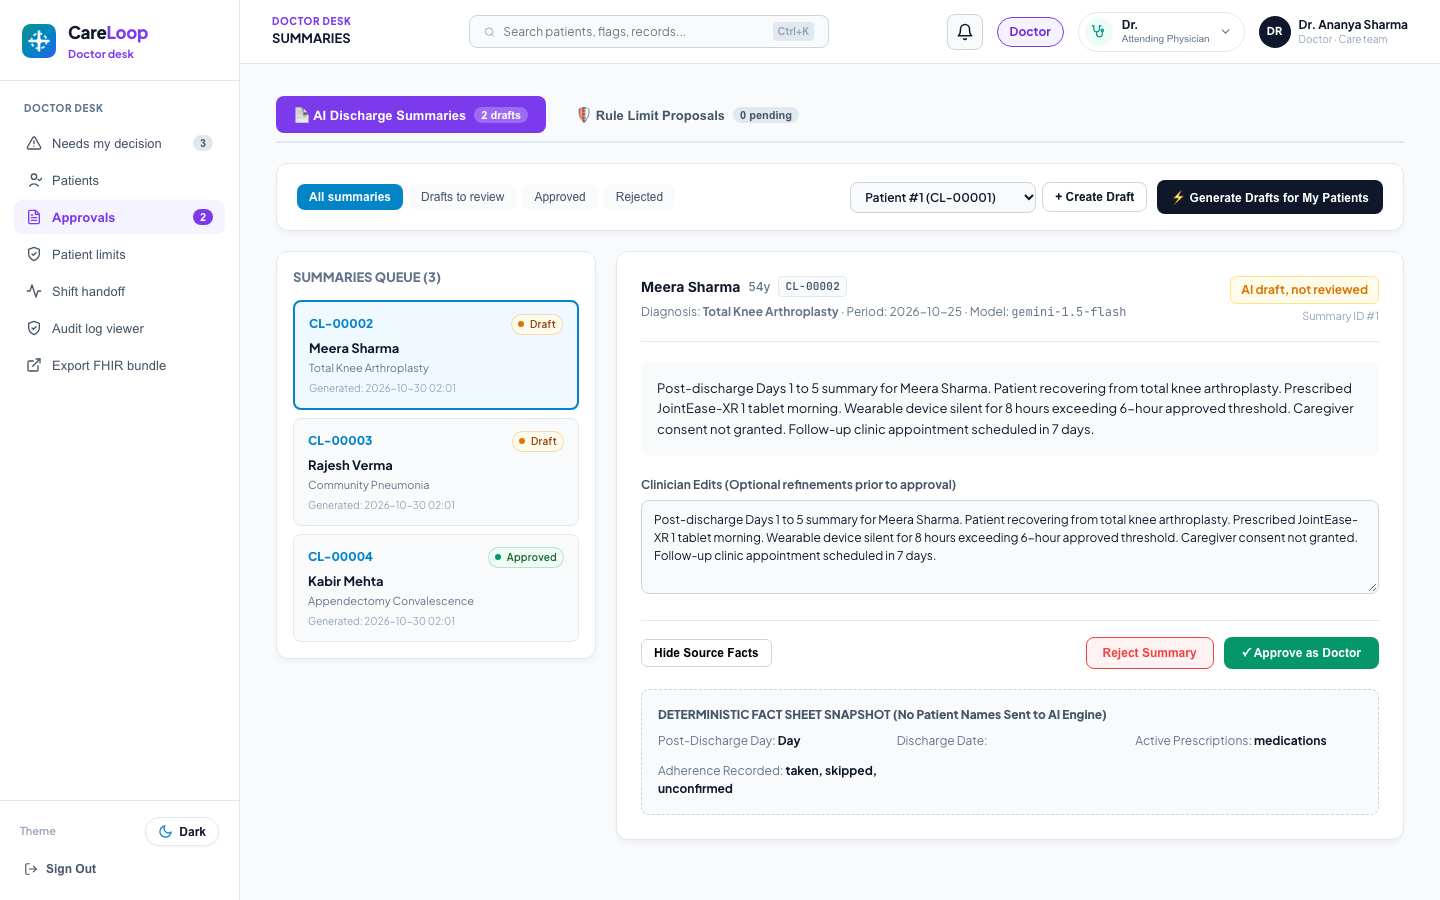 CareLoop
Doctor desk
DOCTOR DESK
Needs my decision 3
Patients
Approvals 2
Patient limits
Shift handoff
Audit log viewer
Export FHIR bundle
Theme
Dark
Sign Out
DOCTOR DESK
SUMMARIES
Search patients, flags, records... Ctrl+K
Doctor
Dr.
Attending Physician
DR
Dr. Ananya Sharma
Doctor · Care team
AI Discharge Summaries 2 drafts
Rule Limit Proposals 0 pending
All summaries Drafts to review Approved Rejected
Patient #1 (CL-00001) + Create Draft ⚡ Generate Drafts for My Patients
SUMMARIES QUEUE (3)
CL-00002 Draft
Meera Sharma
Total Knee Arthroplasty
Generated: 2026-10-30 02:01
CL-00003 Draft
Rajesh Verma
Community Pneumonia
Generated: 2026-10-30 02:01
CL-00004 Approved
Kabir Mehta
Appendectomy Convalescence
Generated: 2026-10-30 02:01
Meera Sharma 54y CL-00002
AI draft, not reviewed
Diagnosis: Total Knee Arthroplasty · Period: 2026-10-25 · Model: gemini-1.5-flash
Summary ID #1
Post-discharge Days 1 to 5 summary for Meera Sharma. Patient recovering from total knee arthroplasty. Prescribed
JointEase-XR 1 tablet morning. Wearable device silent for 8 hours exceeding 6-hour approved threshold. Caregiver
consent not granted. Follow-up clinic appointment scheduled in 7 days.
Clinician Edits (Optional refinements prior to approval)
Post-discharge Days 1 to 5 summary for Meera Sharma. Patient recovering from total knee arthroplasty. Prescribed JointEase-
XR 1 tablet morning. Wearable device silent for 8 hours exceeding 6-hour approved threshold. Caregiver consent not granted.
Follow-up clinic appointment scheduled in 7 days.
Hide Source Facts
Reject Summary
✓ Approve as Doctor
DETERMINISTIC FACT SHEET SNAPSHOT (No Patient Names Sent to AI Engine)
Post-Discharge Day: Day
Discharge Date:
Active Prescriptions: medications
Adherence Recorded: taken, skipped,
unconfirmed